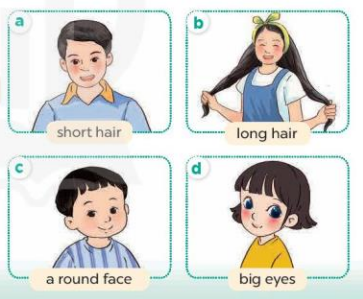 a
short hair
b
long hair
c
a round face
d
big eyes